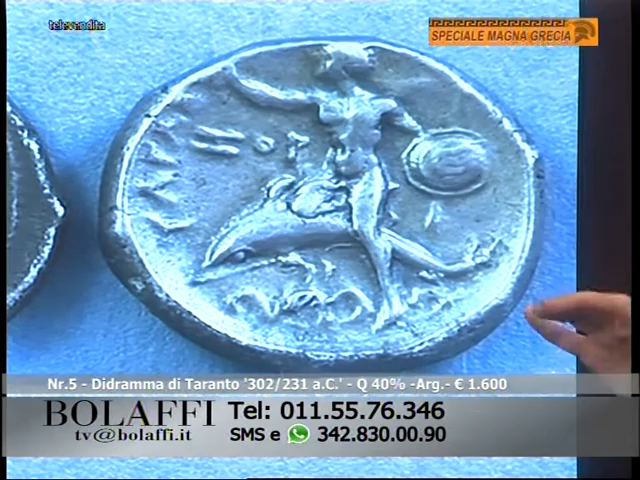 televendita
SPECIALE MAGNA GRECIA
Nr.5 - Didramma di Taranto '302/231 a.C.' - Q 40% -Arg.- € 1.600
BOLAFFI
tv@bolaffi.it
Tel: 011.55.76.346
SMS e 342.830.00.90